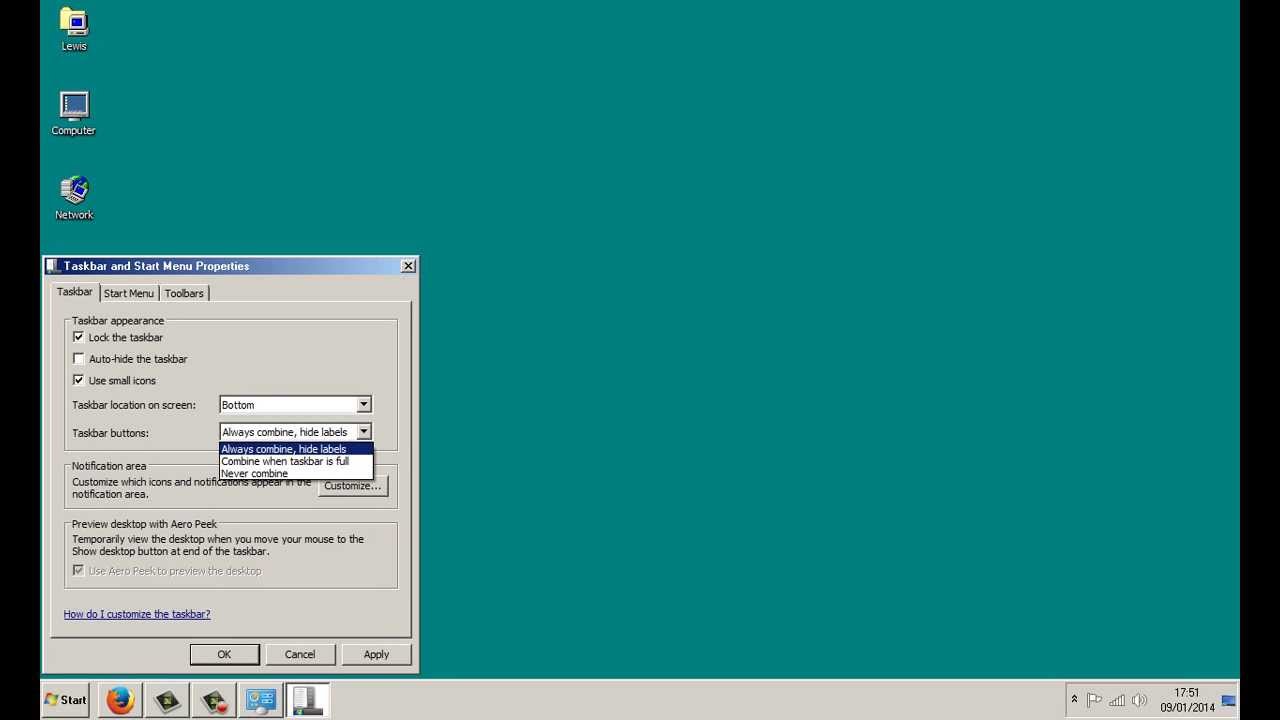 Lewis
Computer
Network
Taskbar and Start Menu Properties
Taskbar
Start Menu
Toolbars
Taskbar appearance
Lock the taskbar
Auto-hide the taskbar
Use small icons
Taskbar location on screen:
Bottom
Taskbar buttons:
Always combine, hide labels
Always combine, hide labels
Combine when taskbar is full
Never combine
Notification area
Customize which icons and notifications appear in the
notification area.
Customize...
Preview desktop with Aero Peek
Temporarily view the desktop when you move your mouse to the
Show desktop button at end of the taskbar.
Use Aero Peek to preview the desktop
How do I customize the taskbar?
OK
Cancel
Apply
Start
17:51
09/01/2014